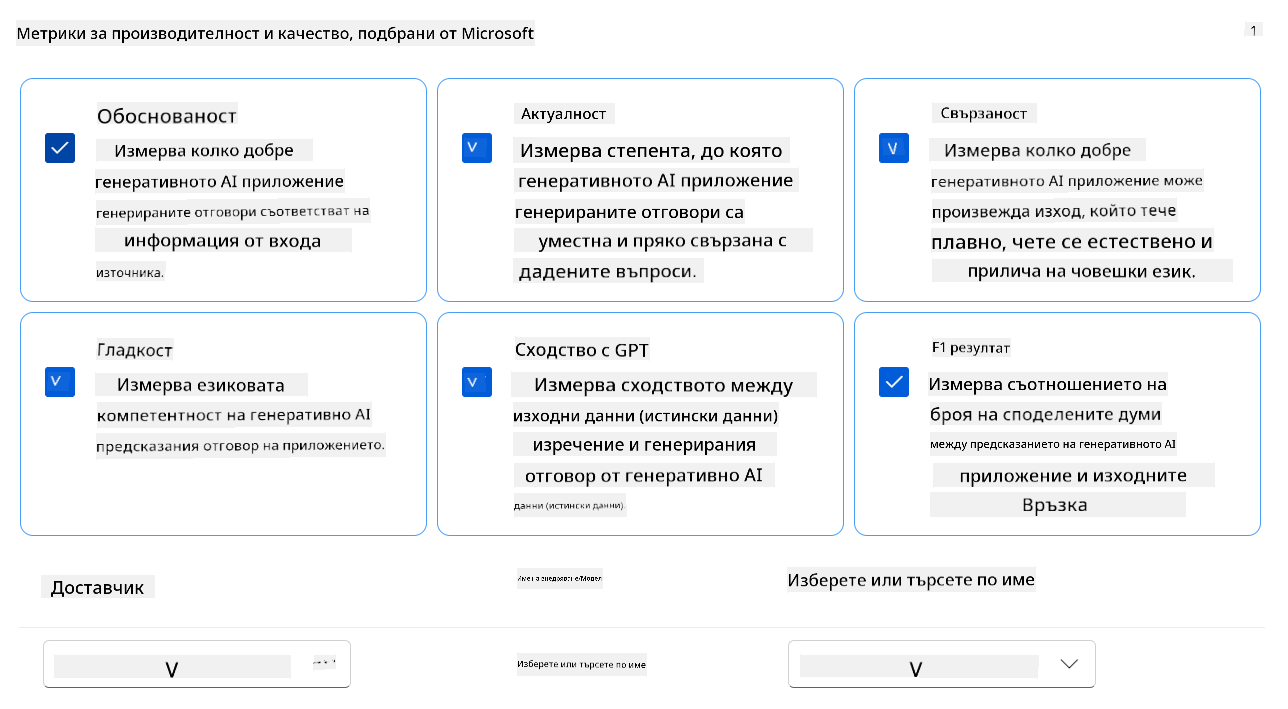 Метрики за производителност и качество, подбрани от Microsoft
1
Обоснованост
Измерва колко добре
генеративното AI приложение
генерираните отговори съответстват на
информация от входа
източника.
Актуалност
Измерва степента, до която
генеративното AI приложение
генерираните отговори са
уместна и пряко свързана с
дадените въпроси.
Свързаност
Измерва колко добре
генеративното AI приложение може
произвежда изход, който тече
плавно, чете се естествено и
прилича на човешки език.
Гладкост
Измерва езиковата
компетентност на генеративно AI
предсказания отговор на приложението.
Сходство с GPT
Измерва сходството между
изходни данни (истински данни)
изречение и генерирания
отговор от генеративно AI
данни (истински данни).
F1 резултат
Измерва съотношението на
броя на споделените думи
между предсказанието на генеративното AI
приложение и изходните
Връзка
Доставчик
Име на внедряване/Модел
Изберете или търсете по име
V
Изберете или търсете по име
V